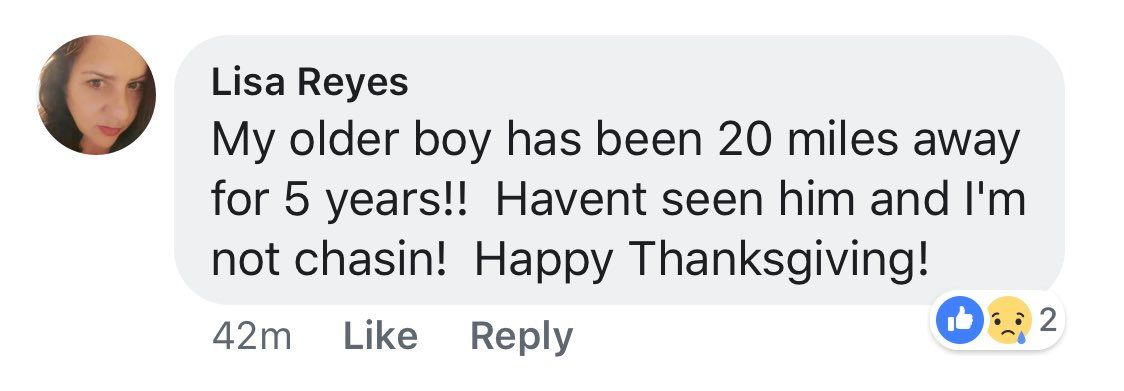 Lisa Reyes
My older boy has been 20 miles away
for 5 years!!  Havent seen him and I'm
not chasin!  Happy Thanksgiving!
42m Like Reply 2